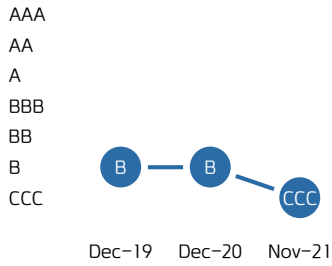 AAA
AA
A
BBB
BB
B B B
CCC CCC
Dec-19 Dec-20 Nov-21